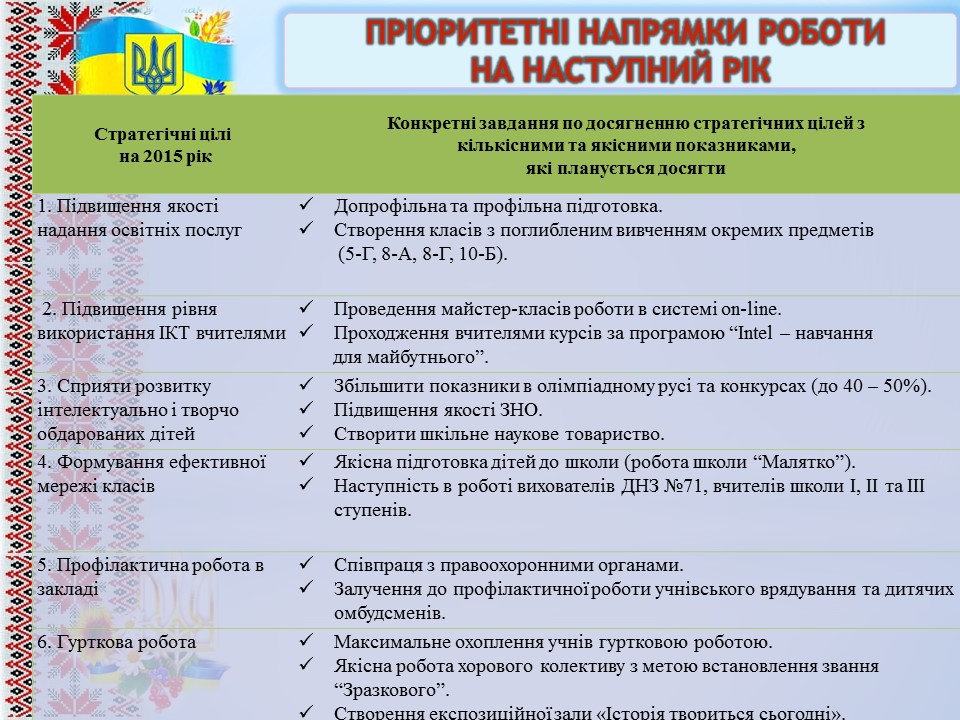 ПРІОРИТЕТНІ НАПРЯМКИ РОБОТИ
НА НАСТУПНИЙ РІК
Стратегічні цілі
на 2015 рік
Конкретні завдання по досягненню стратегічних цілей з
кількісними та якісними показниками,
які планується досягти
1. Підвищення якості
надання освітніх послуг
✓ Допрофільна та профільна підготовка.
✓ Створення класів з поглибленим вивченням окремих предметів
(5-Г, 8-А, 8-Г, 10-Б).
2. Підвищення рівня
використання ІКТ вчителями
✓ Проведення майстер-класів роботи в системі on-line.
✓ Проходження вчителями курсів за програмою “Intel – навчання
для майбутнього”.
3. Сприяти розвитку
інтелектуально і творчо
обдарованих дітей
✓ Збільшити показники в олімпіадному русі та конкурсах (до 40 – 50%).
✓ Підвищення якості ЗНО.
✓ Створити шкільне наукове товариство.
4. Формування ефективної
мережі класів
✓ Якісна підготовка дітей до школи (робота школи “Малятко”).
✓ Наступність в роботі вихователів ДНЗ №71, вчителів школи І, ІІ та ІІІ
ступенів.
5. Профілактична робота в
закладі
✓ Співпраця з правоохоронними органами.
✓ Залучення до профілактичної роботи учнівського врядування та дитячих
омбудсменів.
6. Гурткова робота
✓ Максимальне охоплення учнів гуртковою роботою.
✓ Якісна робота хорового колективу з метою встановлення звання
“Зразкового”.
✓ Створення експозиційної зали «Історія твориться сьогодні».